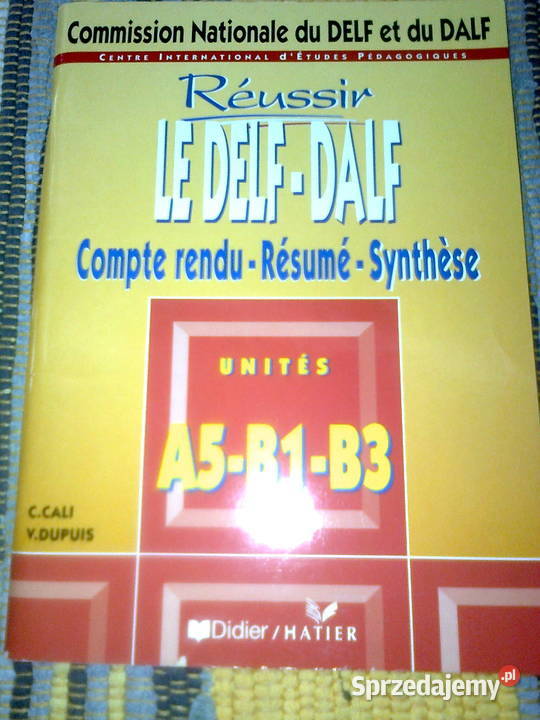 Commission Nationale du DELF et du DALF
CENTRE INTERNATIONAL D'ÉTUDES PÉDAGOGIQUES
Réussir
LE DELF-DALF
Compte rendu - Résumé - Synthèse
UNITÉS
A5-B1-B3
C.CALI
V.DUPUIS
Didier / HATIER
Sprzedajemy.pl